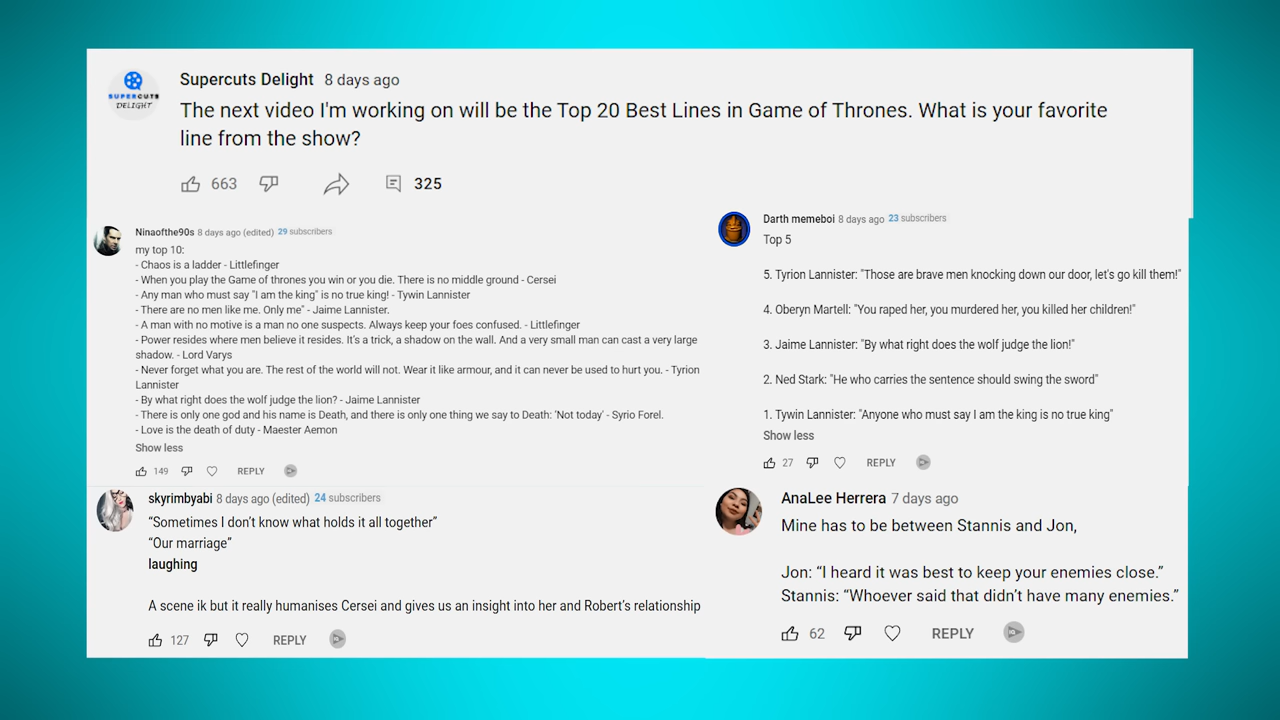 SUPERCUTS
DELIGHT
Supercuts Delight 8 days ago
The next video I'm working on will be the Top 20 Best Lines in Game of Thrones. What is your favorite
line from the show?
663 325
Ninaofthe90s 8 days ago (edited) 29 subscribers
my top 10:
- Chaos is a ladder - Littlefinger
- When you play the Game of thrones you win or you die. There is no middle ground - Cersei
- Any man who must say "I am the king" is no true king! - Tywin Lannister
- There are no men like me. Only me" - Jaime Lannister.
- A man with no motive is a man no one suspects. Always keep your foes confused. - Littlefinger
- Power resides where men believe it resides. It's a trick, a shadow on the wall. And a very small man can cast a very large
shadow. - Lord Varys
- Never forget what you are. The rest of the world will not. Wear it like armour, and it can never be used to hurt you. - Tyrion
Lannister
- By what right does the wolf judge the lion? - Jaime Lannister
- There is only one god and his name is Death, and there is only one thing we say to Death: 'Not today' - Syrio Forel.
- Love is the death of duty - Maester Aemon
Show less
149 REPLY
Darth memeboi 8 days ago 23 subscribers
Top 5
5. Tyrion Lannister: "Those are brave men knocking down our door, let's go kill them!"
4. Oberyn Martell: "You raped her, you murdered her, you killed her children!"
3. Jaime Lannister: "By what right does the wolf judge the lion!"
2. Ned Stark: "He who carries the sentence should swing the sword"
1. Tywin Lannister: "Anyone who must say I am the king is no true king"
Show less
27 REPLY
skyrimbyabi 8 days ago (edited) 24 subscribers
“Sometimes I don’t know what holds it all together”
“Our marriage”
laughing
A scene ik but it really humanises Cersei and gives us an insight into her and Robert’s relationship
127 REPLY
AnaLee Herrera 7 days ago
Mine has to be between Stannis and Jon,
Jon: “I heard it was best to keep your enemies close.”
Stannis: “Whoever said that didn’t have many enemies.”
62 REPLY